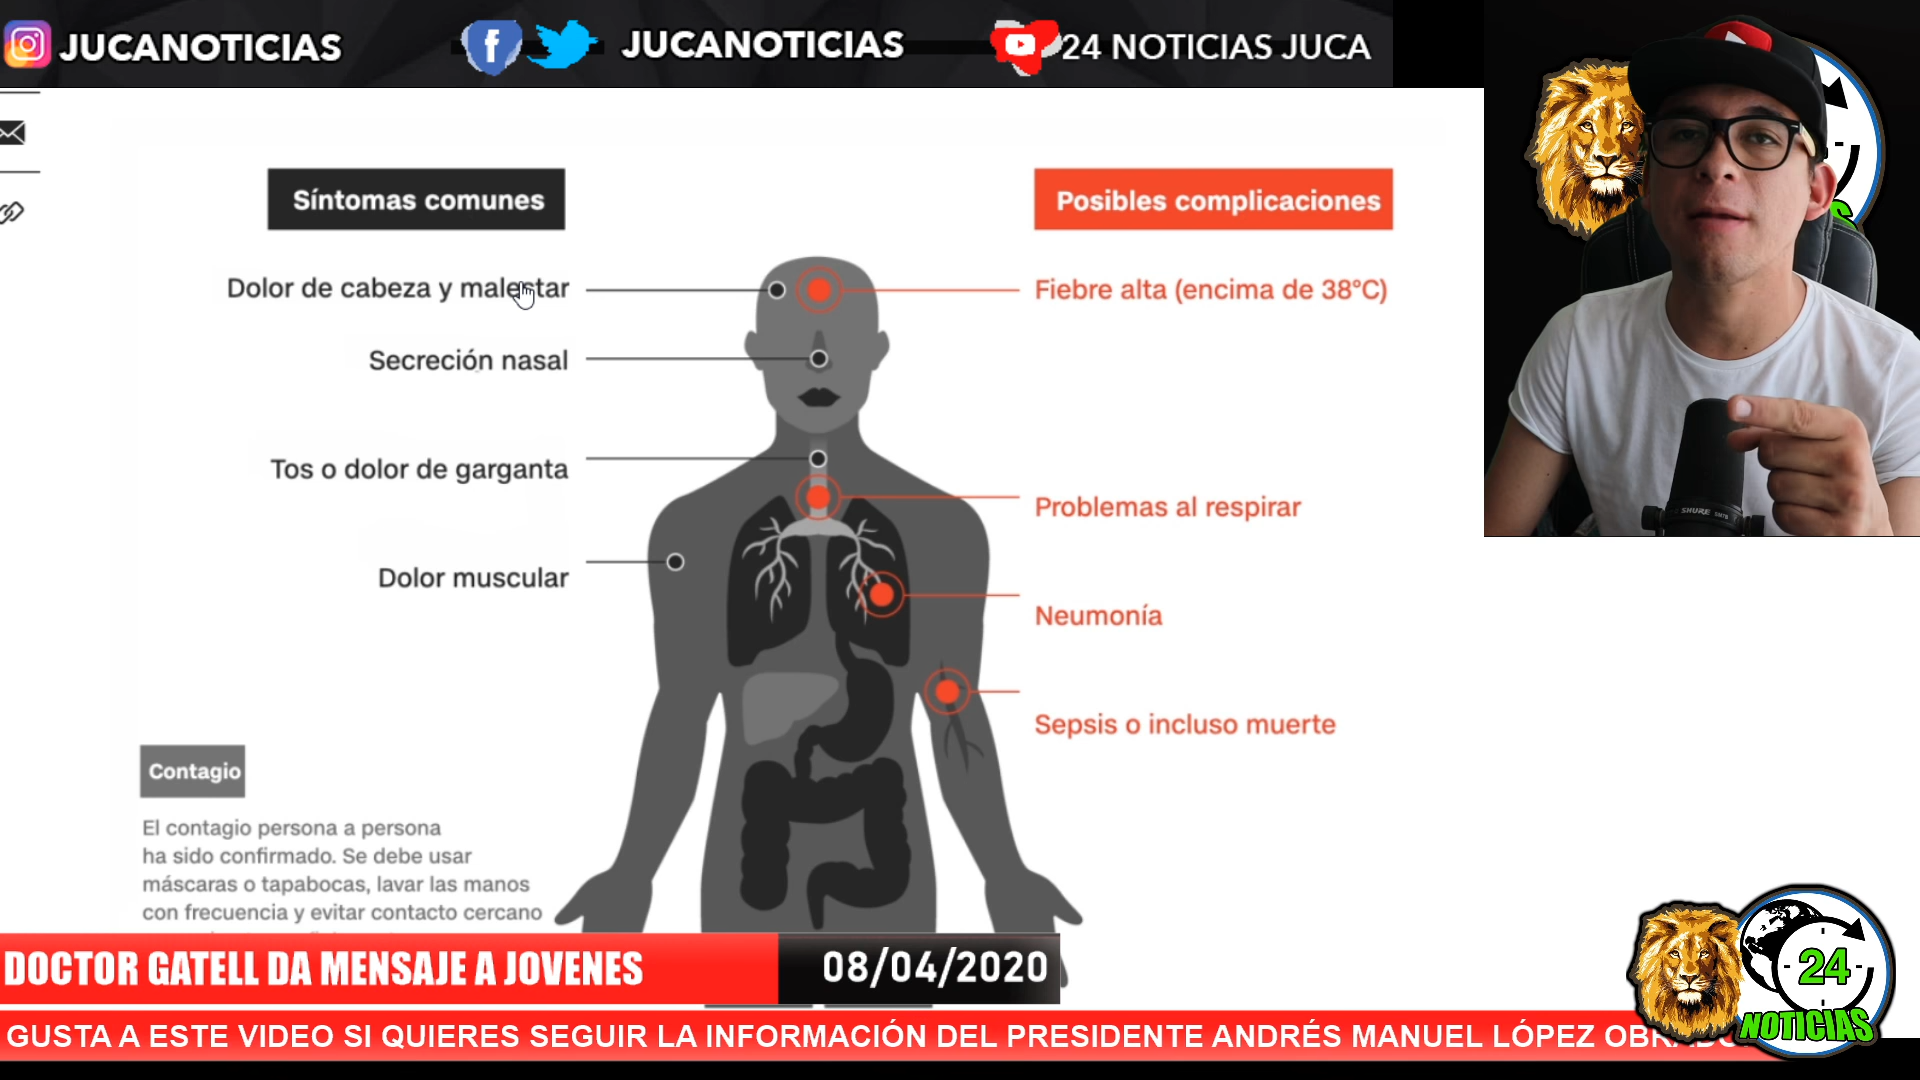 JUCANOTICIAS
JUCANOTICIAS
24 NOTICIAS JUCA
Síntomas comunes
Posibles complicaciones
Dolor de cabeza y malestar
Fiebre alta (encima de 38°C)
Secreción nasal
Tos o dolor de garganta
Problemas al respirar
Dolor muscular
Neumonía
Sepsis o incluso muerte
SHURE SM7B
Contagio
El contagio persona a persona
ha sido confirmado. Se debe usar
máscaras o tapabocas, lavar las manos
con frecuencia y evitar contacto cercano
DOCTOR GATELL DA MENSAJE A JOVENES
08/04/2020
24
NOTICIAS
GUSTA A ESTE VIDEO SI QUIERES SEGUIR LA INFORMACIÓN DEL PRESIDENTE ANDRÉS MANUEL LÓPEZ